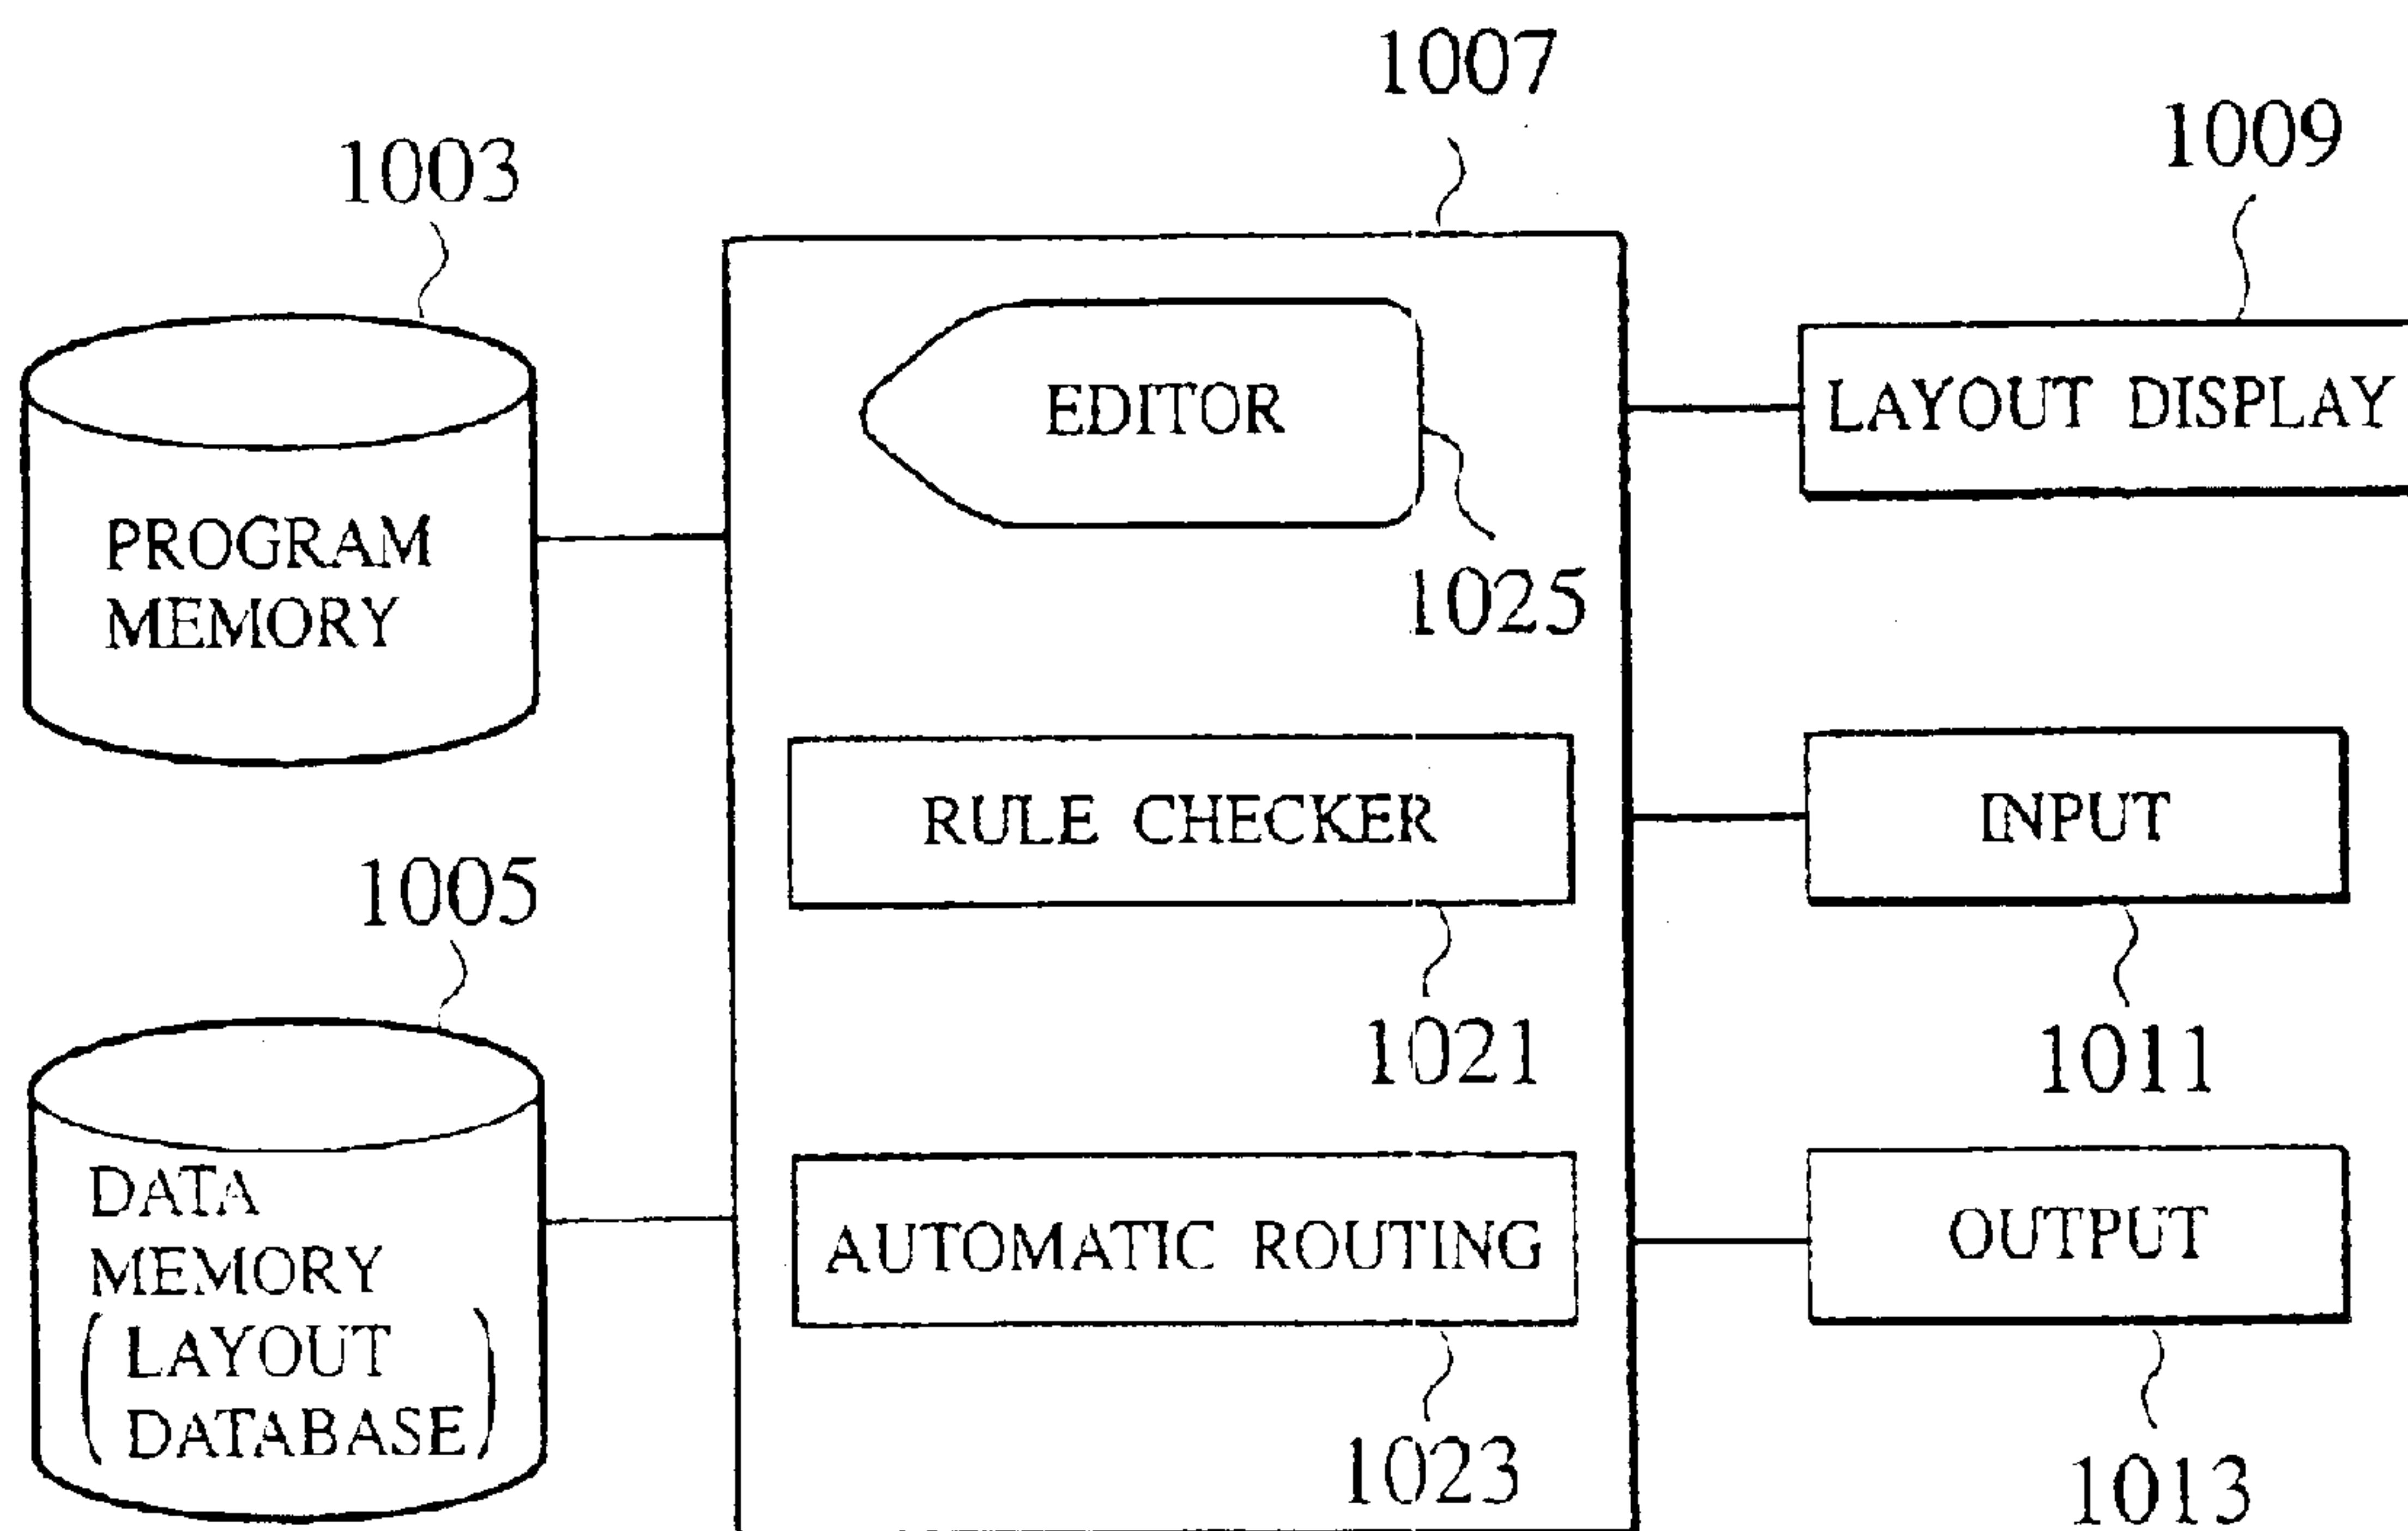 1007
1009
1003
EDITOR
LAYOUT DISPLAY
PROGRAM
MEMORY
1025
RULE CHECKER
INPUT
1005
1021
1011
DATA
MEMORY
( LAYOUT
DATABASE )
AUTOMATIC ROUTING
OUTPUT
1023
1013